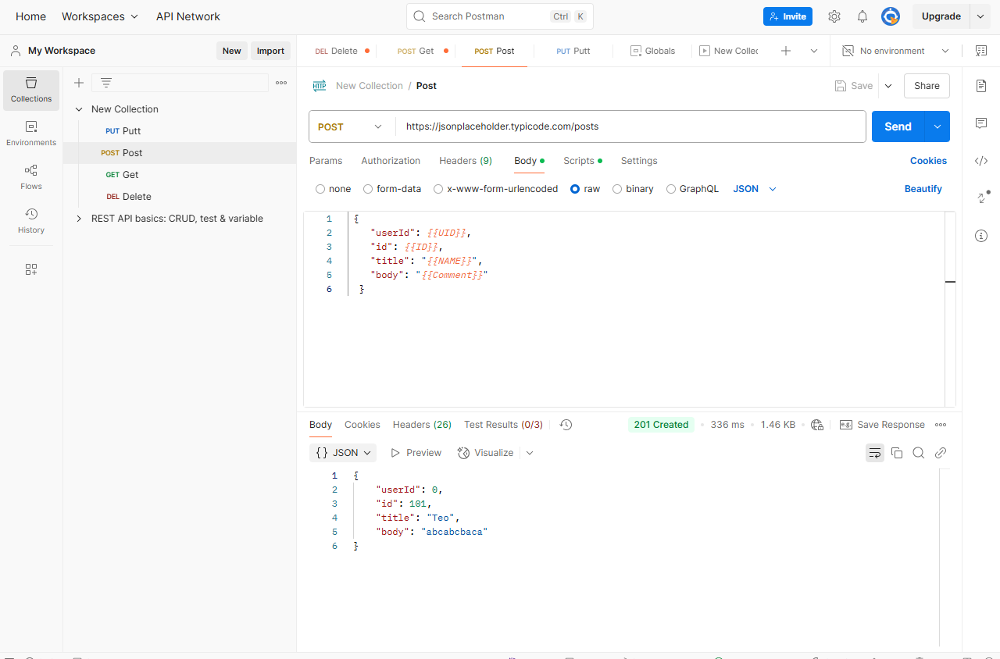 Home Workspaces API Network Search Postman Ctrl K Invite Upgrade
My Workspace New Import DEL Delete POST Get POST Post PUT Putt Globals New Collec No environment
Collections
Environments
Flows
History
New Collection
PUT Putt
POST Post
GET Get
DEL Delete
REST API basics: CRUD, test & variable
HTTP New Collection / Post Save Share
POST https://jsonplaceholder.typicode.com/posts Send
Params Authorization Headers (9) Body Scripts Settings Cookies
none form-data x-www-form-urlencoded raw binary GraphQL JSON Beautify
1 {
2 "userId": {{UID}},
3 "id": {{ID}},
4 "title": "{{NAME}}",
5 "body": "{{Comment}}"
6 }
Body Cookies Headers (26) Test Results (0/3) 201 Created • 336 ms • 1.46 KB • e.g. Save Response
{} JSON Preview Visualize
1 {
2 "userId": 0,
3 "id": 101,
4 "title": "Teo",
5 "body": "abcabcbaca"
6 }